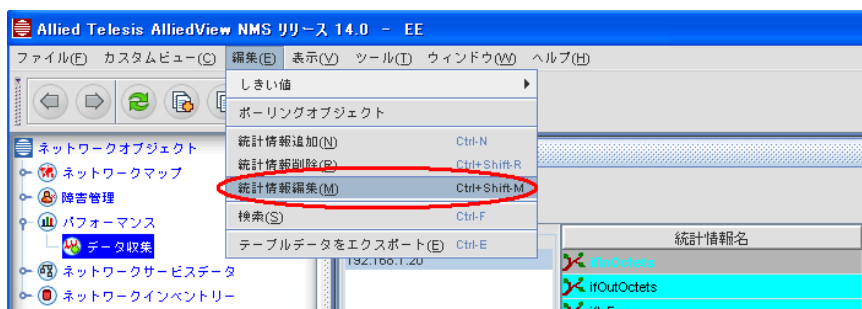 Allied Telesis AlliedView NMS リリース 14.0 - EE
ファイル(F) カスタムビュー(C) 編集(E) 表示(V) ツール(T) ウィンドウ(W) ヘルプ(H)
しきい値
ポーリングオブジェクト
統計情報追加(N) Ctrl-N
統計情報削除(R) Ctrl+Shift-R
統計情報編集(M) Ctrl+Shift-M
検索(S) Ctrl-F
テーブルデータをエクスポート(E) Ctrl-E
ネットワークオブジェクト
ネットワークマップ
障害管理
パフォーマンス
データ収集
ネットワークサービスデータ
ネットワークインベントリー
192.168.1.20
統計情報名
ifInOctets
ifOutOctets